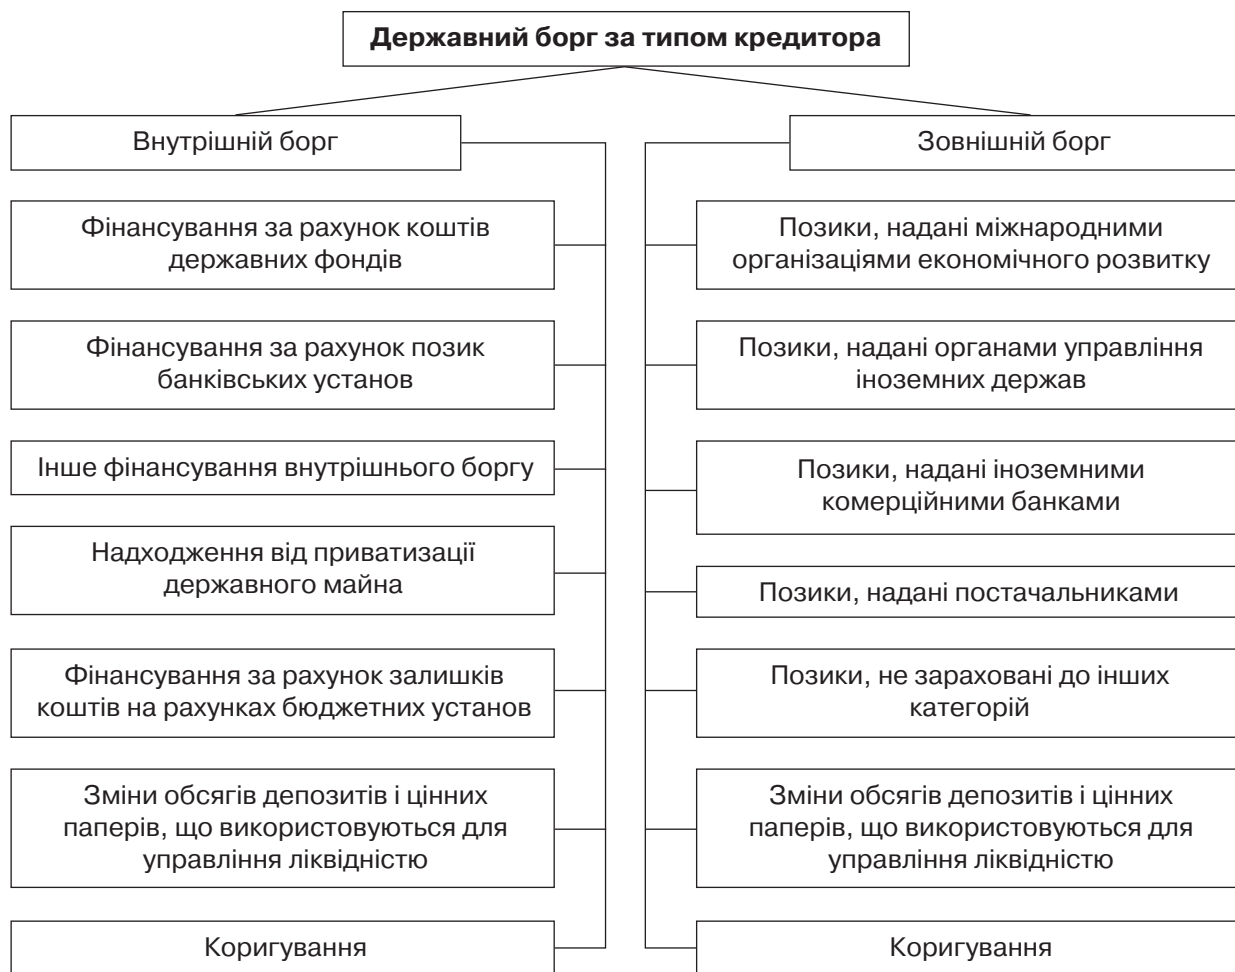 Державний борг за типом кредитора
Внутрішній борг
Фінансування за рахунок коштів
державних фондів
Фінансування за рахунок позик
банківських установ
Інше фінансування внутрішнього боргу
Надходження від приватизації
державного майна
Фінансування за рахунок залишків
коштів на рахунках бюджетних установ
Зміни обсягів депозитів і цінних
паперів, що використовуються для
управління ліквідністю
Коригування
Зовнішній борг
Позики, надані міжнародними
організаціями економічного розвитку
Позики, надані органами управління
іноземних держав
Позики, надані іноземними
комерційними банками
Позики, надані постачальниками
Позики, не зараховані до інших
категорій
Зміни обсягів депозитів і цінних
паперів, що використовуються для
управління ліквідністю
Коригування